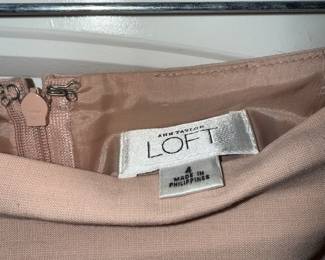 ANN TAYLOR
LOFT
4
MADE IN
PHILIPPINES